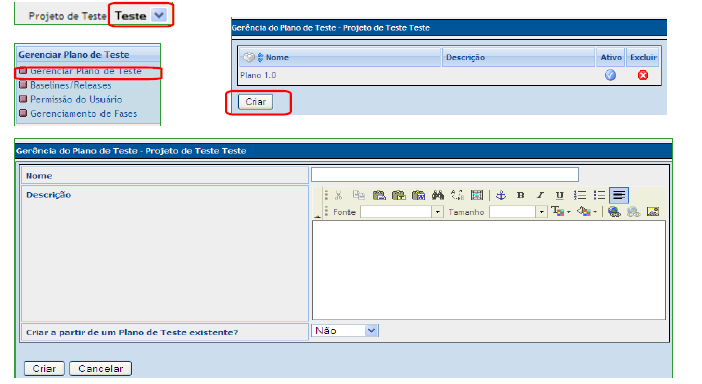 Projeto de Teste Teste
Gerenciar Plano de Teste
Gerenciar Plano de Teste
Baselines/Releases
Permissão do Usuário
Gerenciamento de Fases
Gerência do Plano de Teste - Projeto de Teste Teste
Nome Descrição Ativo Excluir
Plano 1.0
Criar
Gerência do Plano de Teste - Projeto de Teste Teste
Nome
Descrição
B I U
Fonte Tamanho
Criar a partir de um Plano de Teste existente? Não
Criar Cancelar